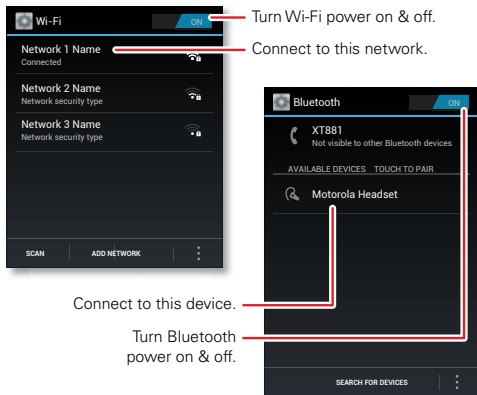 Wi-Fi
ON
Turn Wi-Fi power on & off.
Network 1 Name
Connected
Connect to this network.
Network 2 Name
Network security type
Network 3 Name
Network security type
SCAN
ADD NETWORK
Bluetooth
ON
XT881
Not visible to other Bluetooth devices
AVAILABLE DEVICES TOUCH TO PAIR
Motorola Headset
Connect to this device.
Turn Bluetooth
power on & off.
SEARCH FOR DEVICES